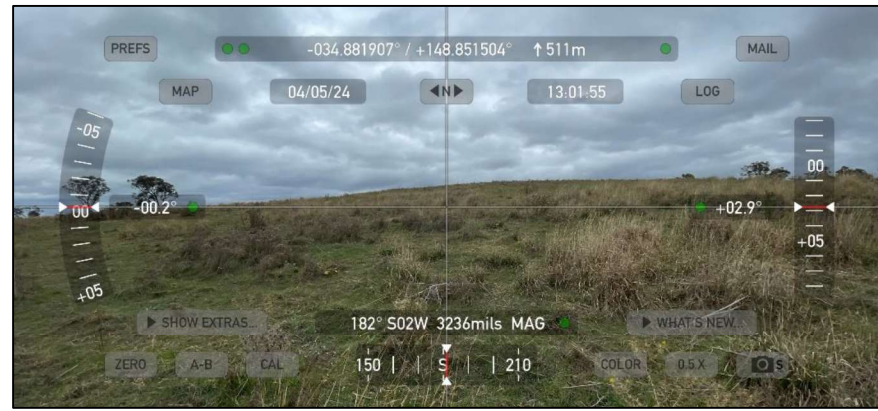 PREFS -034.881907° / +148.851504° ↑ 511m MAIL
MAP 04/05/24 ◀N▶ 13:01:55 LOG
-05
00
00 -00.2° +02.9°
+05
+05
▶ SHOW EXTRAS... 182° S02W 3236mils MAG ▶ WHAT'S NEW...
ZERO A-B CAL 150 S 210 COLOR 0.5 X S